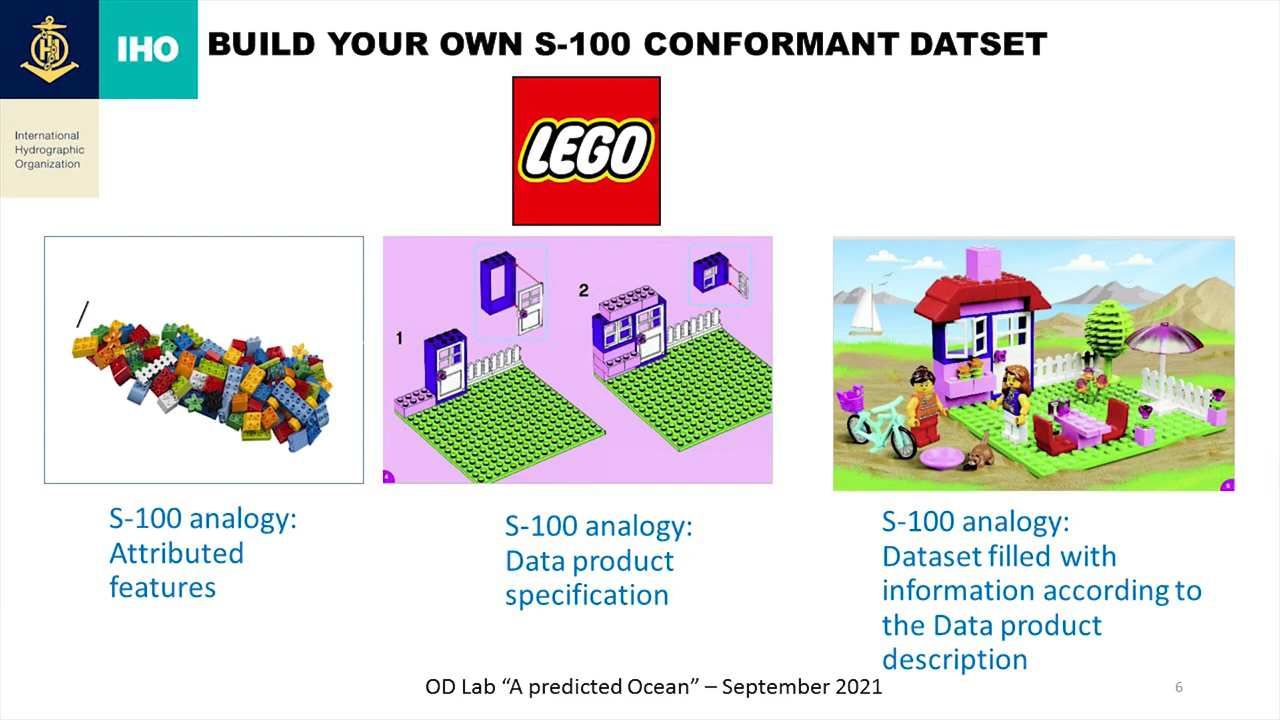 IHO
BUILD YOUR OWN S-100 CONFORMANT DATSET
International
Hydrographic
Organization
LEGO
1
2
4
S-100 analogy:
Attributed
features
S-100 analogy:
Data product
specification
S-100 analogy:
Dataset filled with
information according to
the Data product
description
OD Lab “A predicted Ocean” – September 2021
6